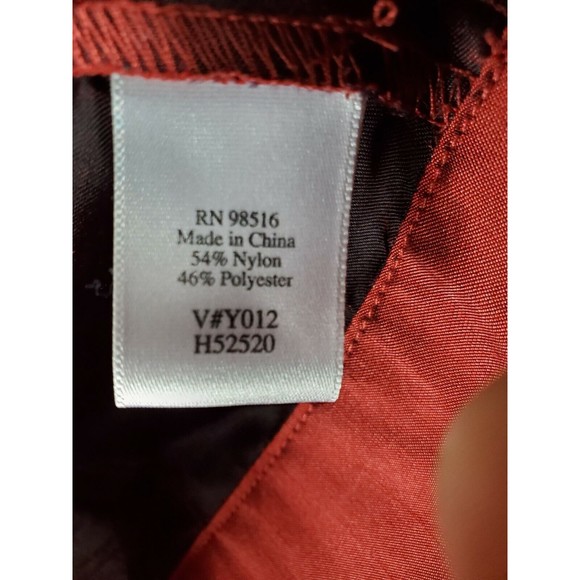 RN 98516
Made in China
54% Nylon
46% Polyester
V#Y012
H52520